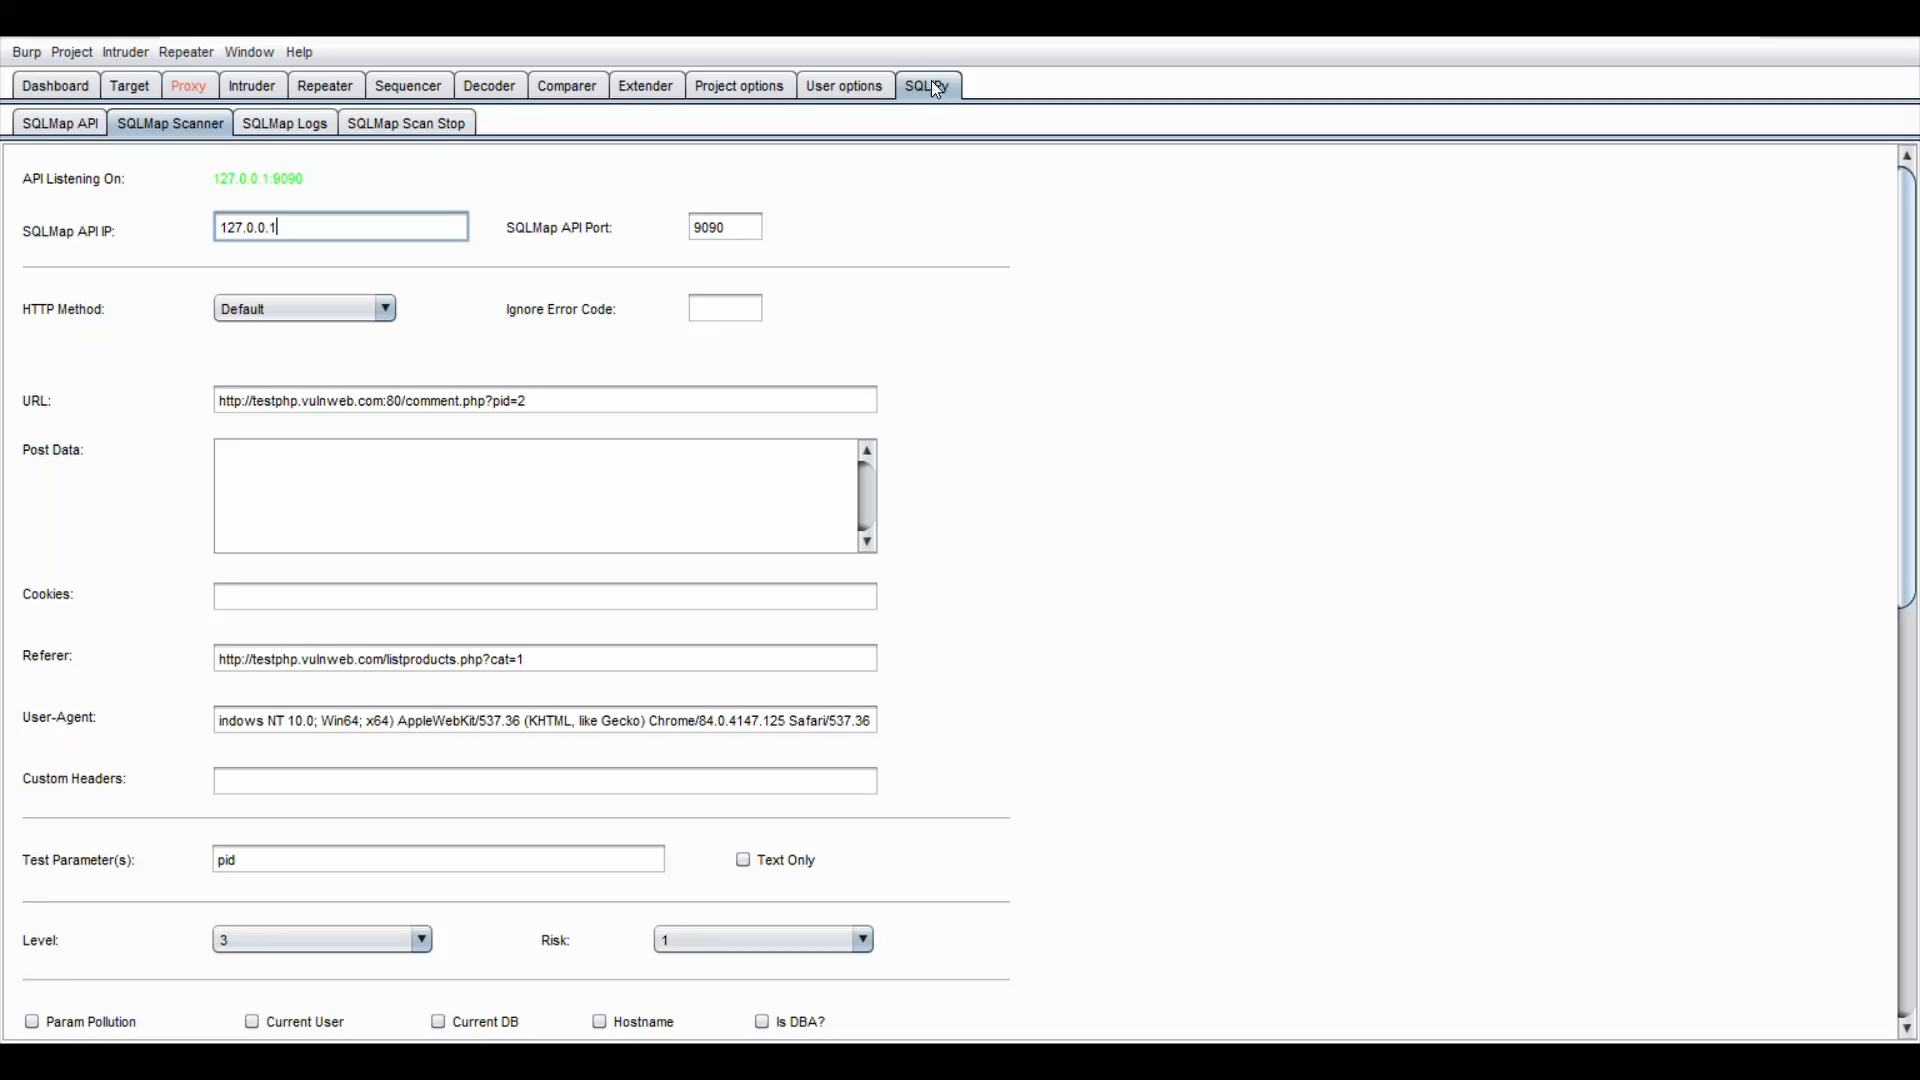 Burp Project Intruder Repeater Window Help
Dashboard Target Proxy Intruder Repeater Sequencer Decoder Comparer Extender Project options User options
SQLMap API SQLMap Scanner SQLMap Logs SQLMap Scan Stop
API Listening On: 127.0.0.1:9090
SQLMap API IP: 127.0.0.1 SQLMap API Port: 9090
HTTP Method: Default Ignore Error Code:
URL: http://testphp.vulnweb.com:80/comment.php?pid=2
Post Data:
Cookies:
Referer: http://testphp.vulnweb.com/listproducts.php?cat=1
User-Agent: indows NT 10.0; Win64; x64) AppleWebKit/537.36 (KHTML, like Gecko) Chrome/84.0.4147.125 Safari/537.36
Custom Headers:
Test Parameter(s): pid Text Only
Level: 3 Risk: 1
Param Pollution Current User Current DB Hostname Is DBA?